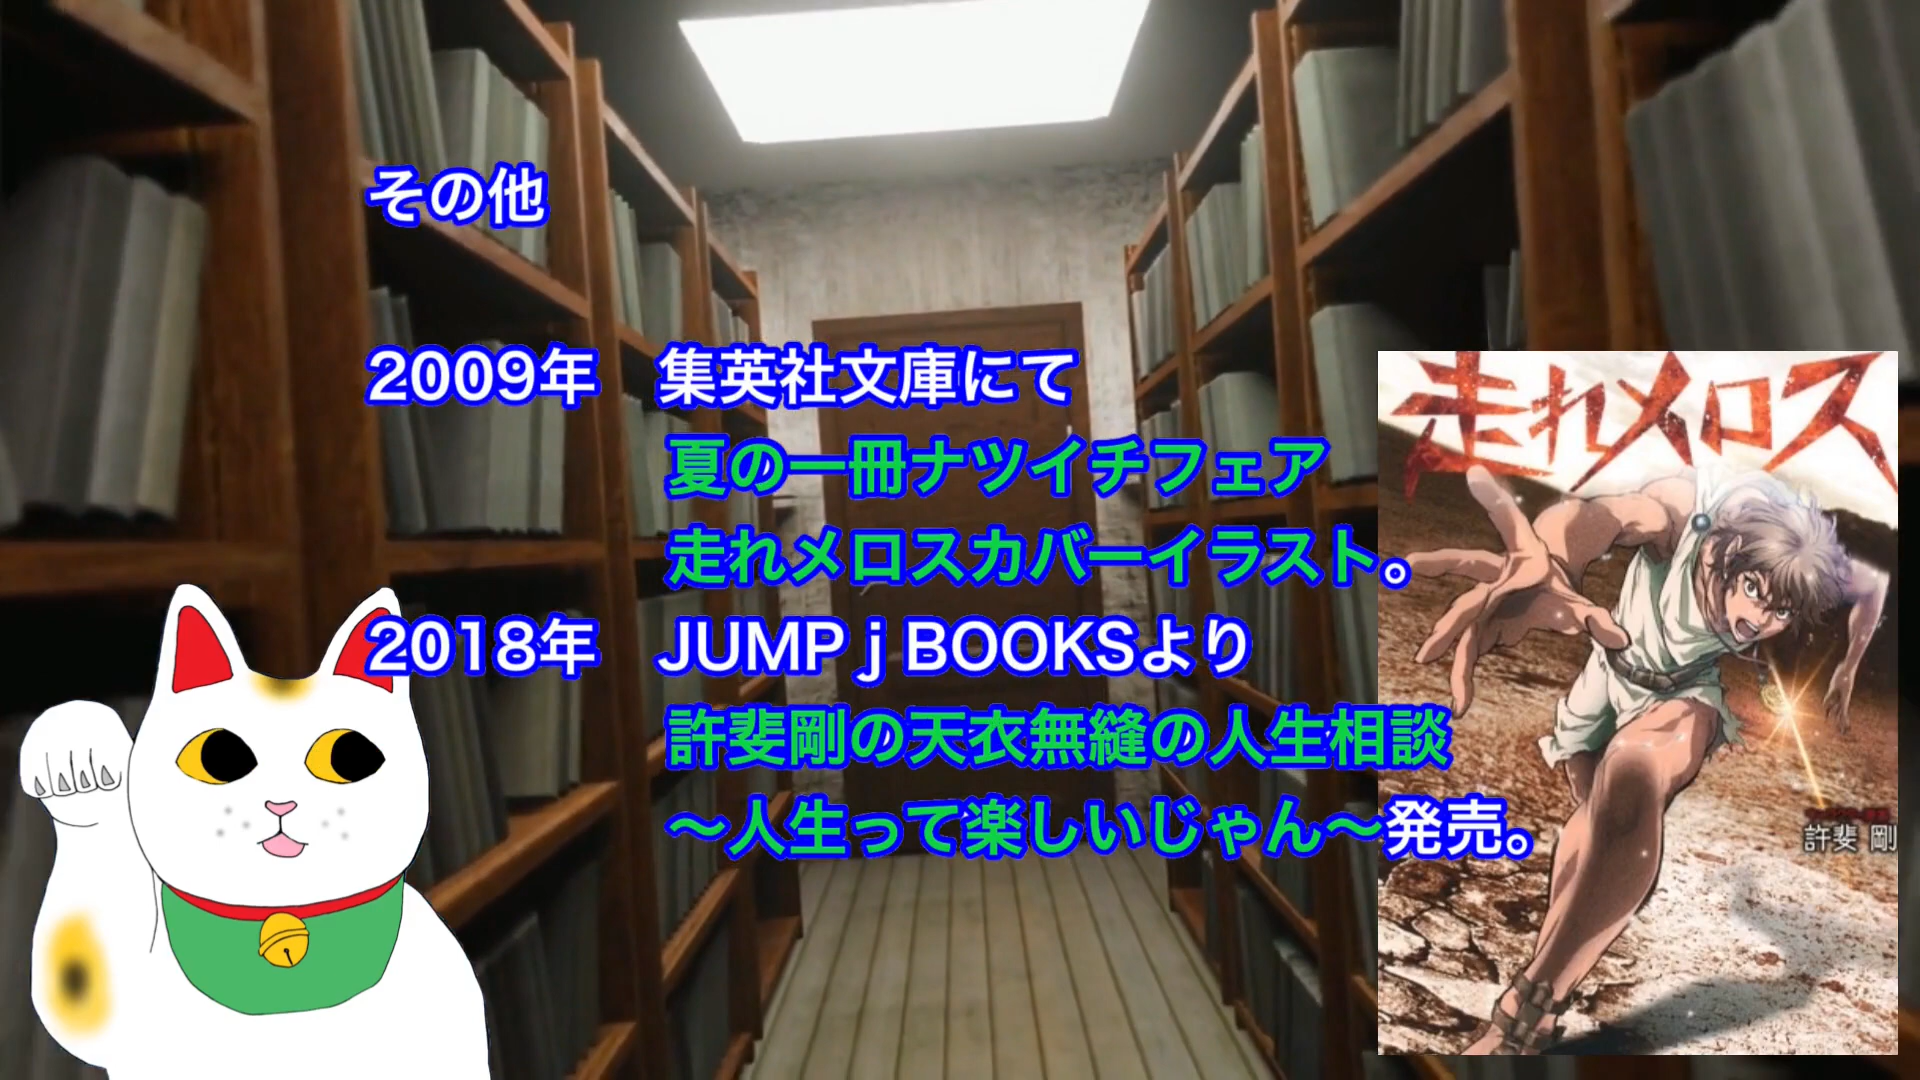 その他
2009年　集英社文庫にて
夏の一冊ナツイチフェア
走れメロスカバーイラスト。
2018年　JUMP j BOOKSより
許斐剛の天衣無縫の人生相談
〜人生って楽しいじゃん〜発売。
走れメロス
許斐 剛